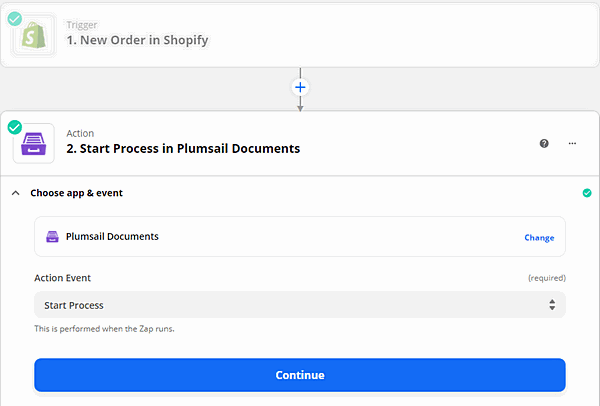 Trigger
1. New Order in Shopify
Action
2. Start Process in Plumsail Documents
Choose app & event
Plumsail Documents
Change
Action Event
(required)
Start Process
This is performed when the Zap runs.
Continue